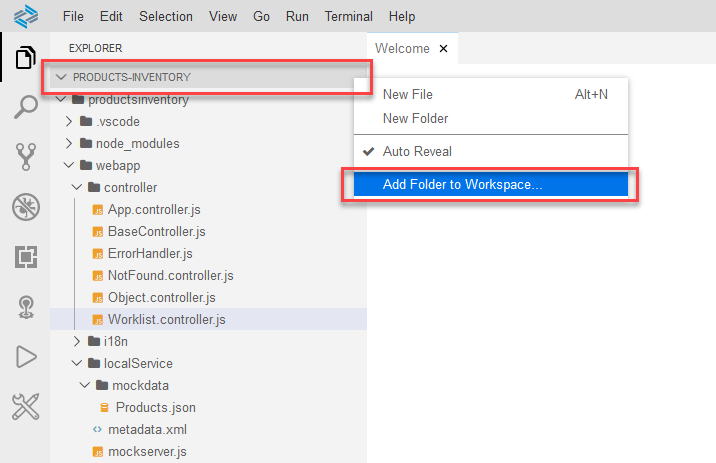 File Edit Selection View Go Run Terminal Help
EXPLORER
Welcome
PRODUCTS-INVENTORY
productsinventory
.vscode
node_modules
webapp
controller
App.controller.js
BaseController.js
ErrorHandler.js
NotFound.controller.js
Object.controller.js
Worklist.controller.js
i18n
localService
mockdata
Products.json
metadata.xml
mockserver.js
New File Alt+N
New Folder
Auto Reveal
Add Folder to Workspace...